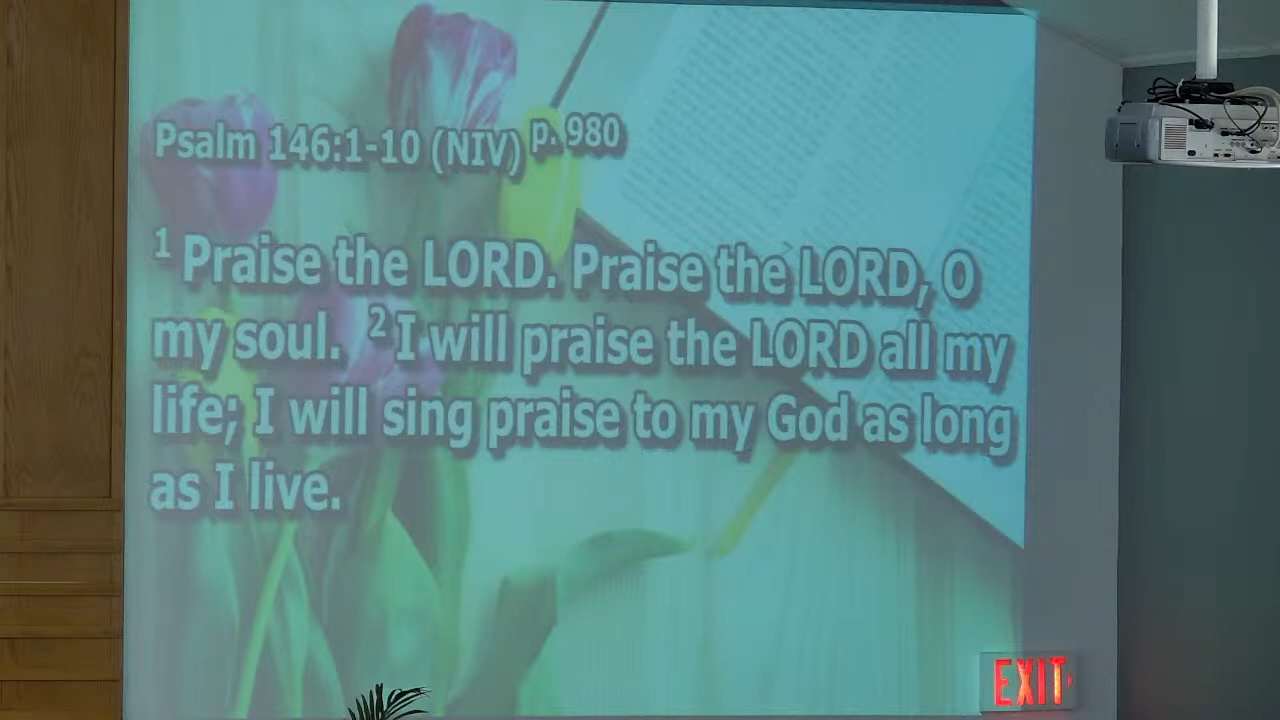 Psalm 146:1-10 (NIV) p. 980
1 Praise the LORD. Praise the LORD, O
my soul. 2 I will praise the LORD all my
life; I will sing praise to my God as long
as I live.
EXIT